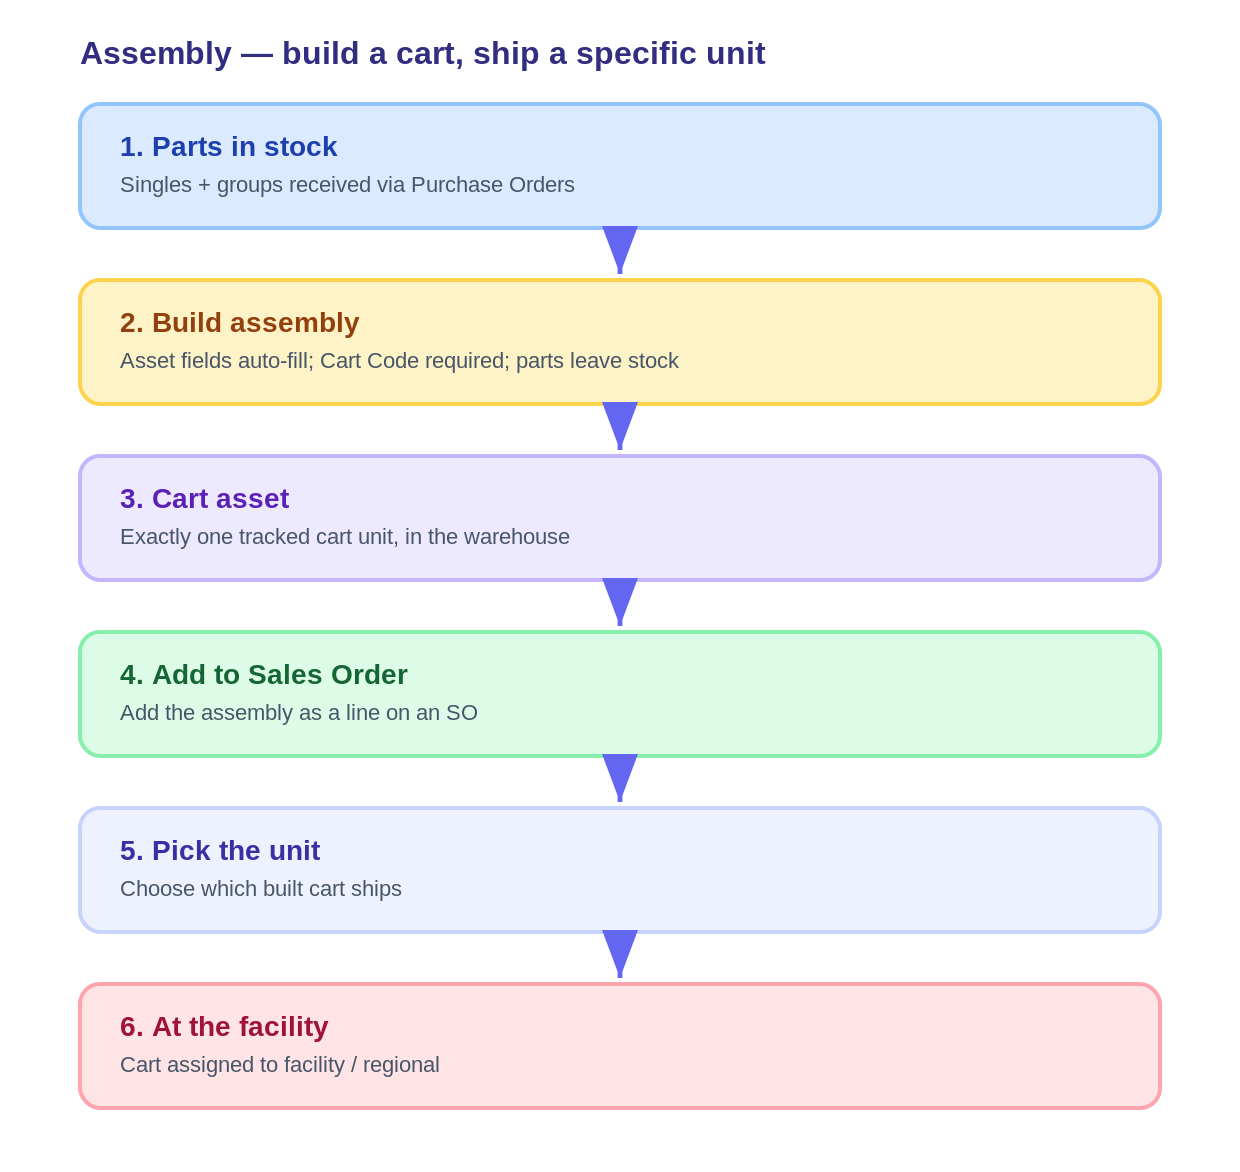 Assembly — build a cart, ship a specific unit
1. Parts in stock
Singles + groups received via Purchase Orders
2. Build assembly
Asset fields auto-fill; Cart Code required; parts leave stock
3. Cart asset
Exactly one tracked cart unit, in the warehouse
4. Add to Sales Order
Add the assembly as a line on an SO
5. Pick the unit
Choose which built cart ships
6. At the facility
Cart assigned to facility / regional